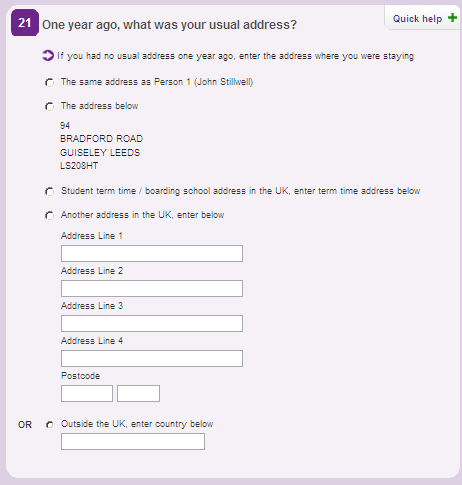 21 One year ago, what was your usual address?
Quick help +
If you had no usual address one year ago, enter the address where you were staying
The same address as Person 1 (John Stillwell)
The address below
94
BRADFORD ROAD
GUISELEY LEEDS
LS208HT
Student term time / boarding school address in the UK, enter term time address below
Another address in the UK, enter below
Address Line 1
Address Line 2
Address Line 3
Address Line 4
Postcode
OR Outside the UK, enter country below